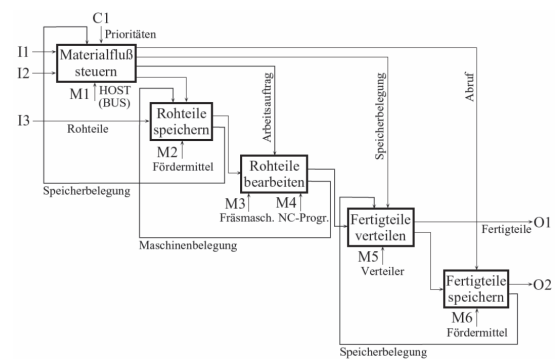 C1
Prioritäten
I1
I2
Materialfluß
steuern
M1
HOST
(BUS)
I3
Rohteile
Rohteile
speichern
M2
Fördermittel
Speicherbelegung
Arbeitsauftrag
Rohteile
bearbeiten
M3
Fräsmasch.
M4
NC-Progr.
Maschinenbelegung
Speicherbelegung
Fertigteile
verteilen
M5
Verteiler
O1
Fertigteile
Abruf
Fertigteile
speichern
O2
M6
Fördermittel
Speicherbelegung